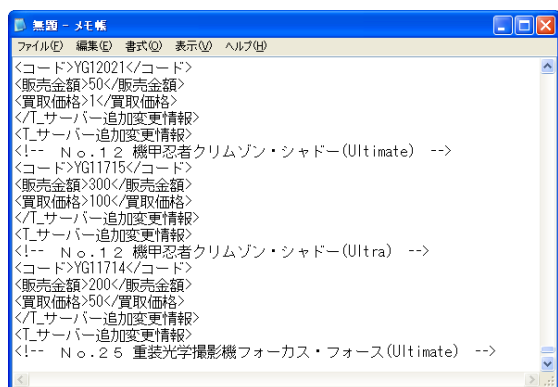 無題 - メモ帳
ファイル(F) 編集(E) 書式(O) 表示(V) ヘルプ(H)
<コード>YG12021</コード>
<販売金額>50</販売金額>
<買取価格>1</買取価格>
</T_サーバー追加変更情報>
<T_サーバー追加変更情報>
<!-- Ｎｏ.１２ 機甲忍者クリムゾン・シャドー(Ultimate) -->
<コード>YG11715</コード>
<販売金額>300</販売金額>
<買取価格>100</買取価格>
</T_サーバー追加変更情報>
<T_サーバー追加変更情報>
<!-- Ｎｏ.１２ 機甲忍者クリムゾン・シャドー(Ultra) -->
<コード>YG11714</コード>
<販売金額>200</販売金額>
<買取価格>50</買取価格>
</T_サーバー追加変更情報>
<T_サーバー追加変更情報>
<!-- Ｎｏ.２５ 重装光学撮影機フォーカス・フォース(Ultimate) -->